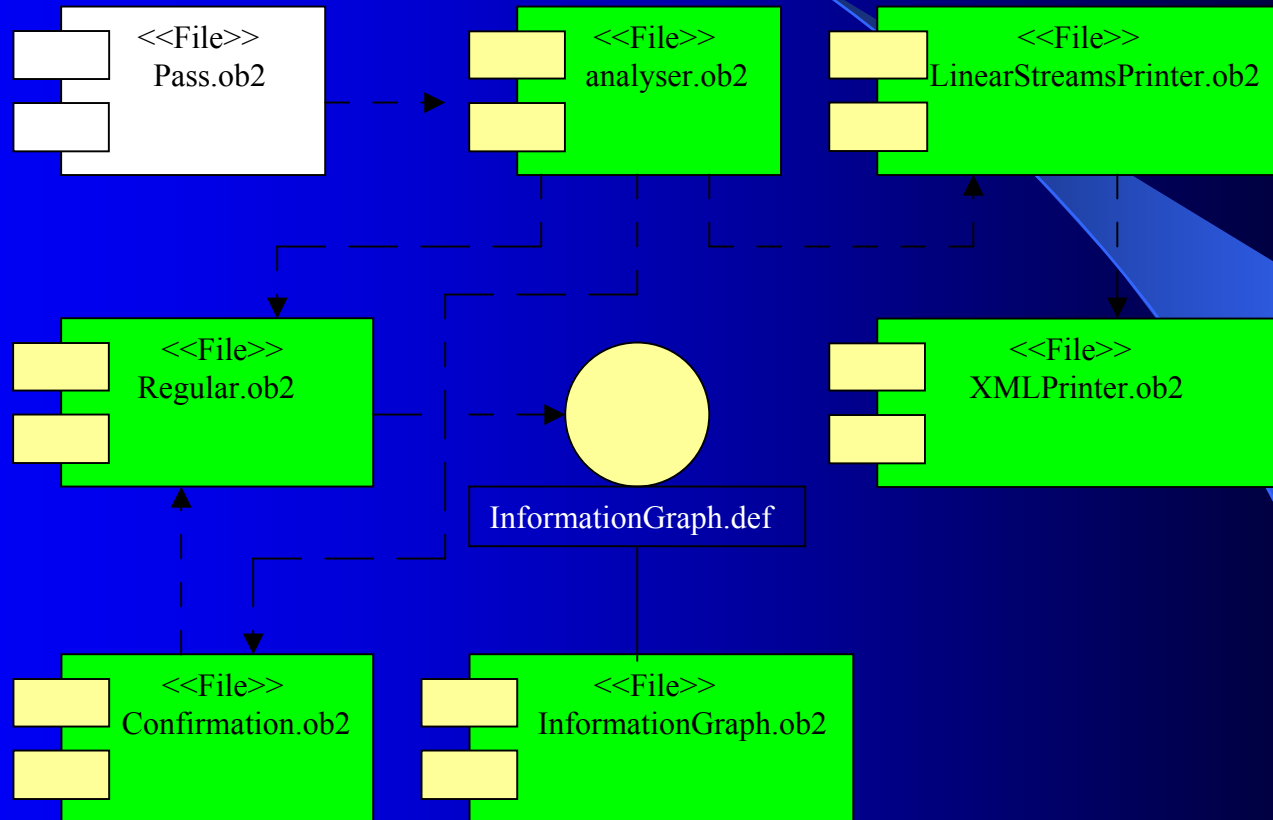 <<File>>
Pass.ob2
<<File>>
analyser.ob2
<<File>>
LinearStreamsPrinter.ob2
<<File>>
Regular.ob2
<<File>>
XMLPrinter.ob2
InformationGraph.def
<<File>>
Confirmation.ob2
<<File>>
InformationGraph.ob2